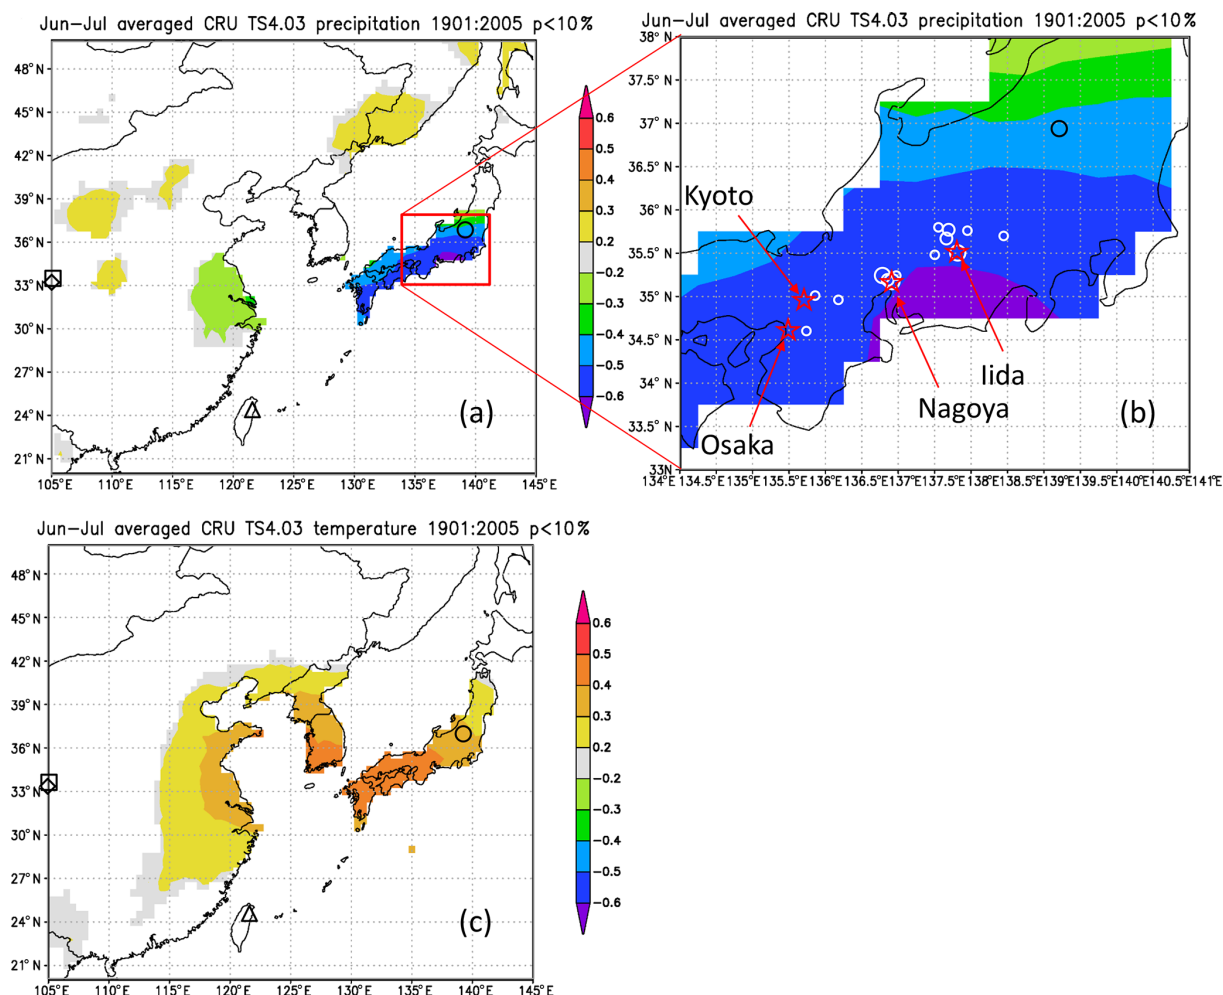 Jun-Jul averaged CRU TS4.03 precipitation 1901:2005 p<10%
48°N
45°N
42°N
39°N
36°N
33°N
30°N
27°N
24°N
21°N
105°E 110°E 115°E 120°E 125°E 130°E 135°E 140°E 145°E
0.6
0.5
0.4
0.3
0.2
-0.2
-0.3
-0.4
-0.5
-0.6
(a)
Jun-Jul averaged CRU TS4.03 precipitation 1901:2005 p<10%
38°N
37.5°N
37°N
36.5°N
36°N
35.5°N
35°N
34.5°N
34°N
33.5°N
33N
134°E 134.5°E 135°E 135.5°E 136°E 136.5°E 137°E 137.5°E 138°E 138.5°E 139°E 139.5°E 140°E 140.5°E 141°E
Kyoto
Iida
Nagoya
Osaka
(b)
Jun-Jul averaged CRU TS4.03 temperature 1901:2005 p<10%
48°N
45°N
42°N
39°N
36°N
33°N
30°N
27°N
24°N
21°N
105°E 110°E 115°E 120°E 125°E 130°E 135°E 140°E 145°E
0.6
0.5
0.4
0.3
0.2
-0.2
-0.3
-0.4
-0.5
-0.6
(c)